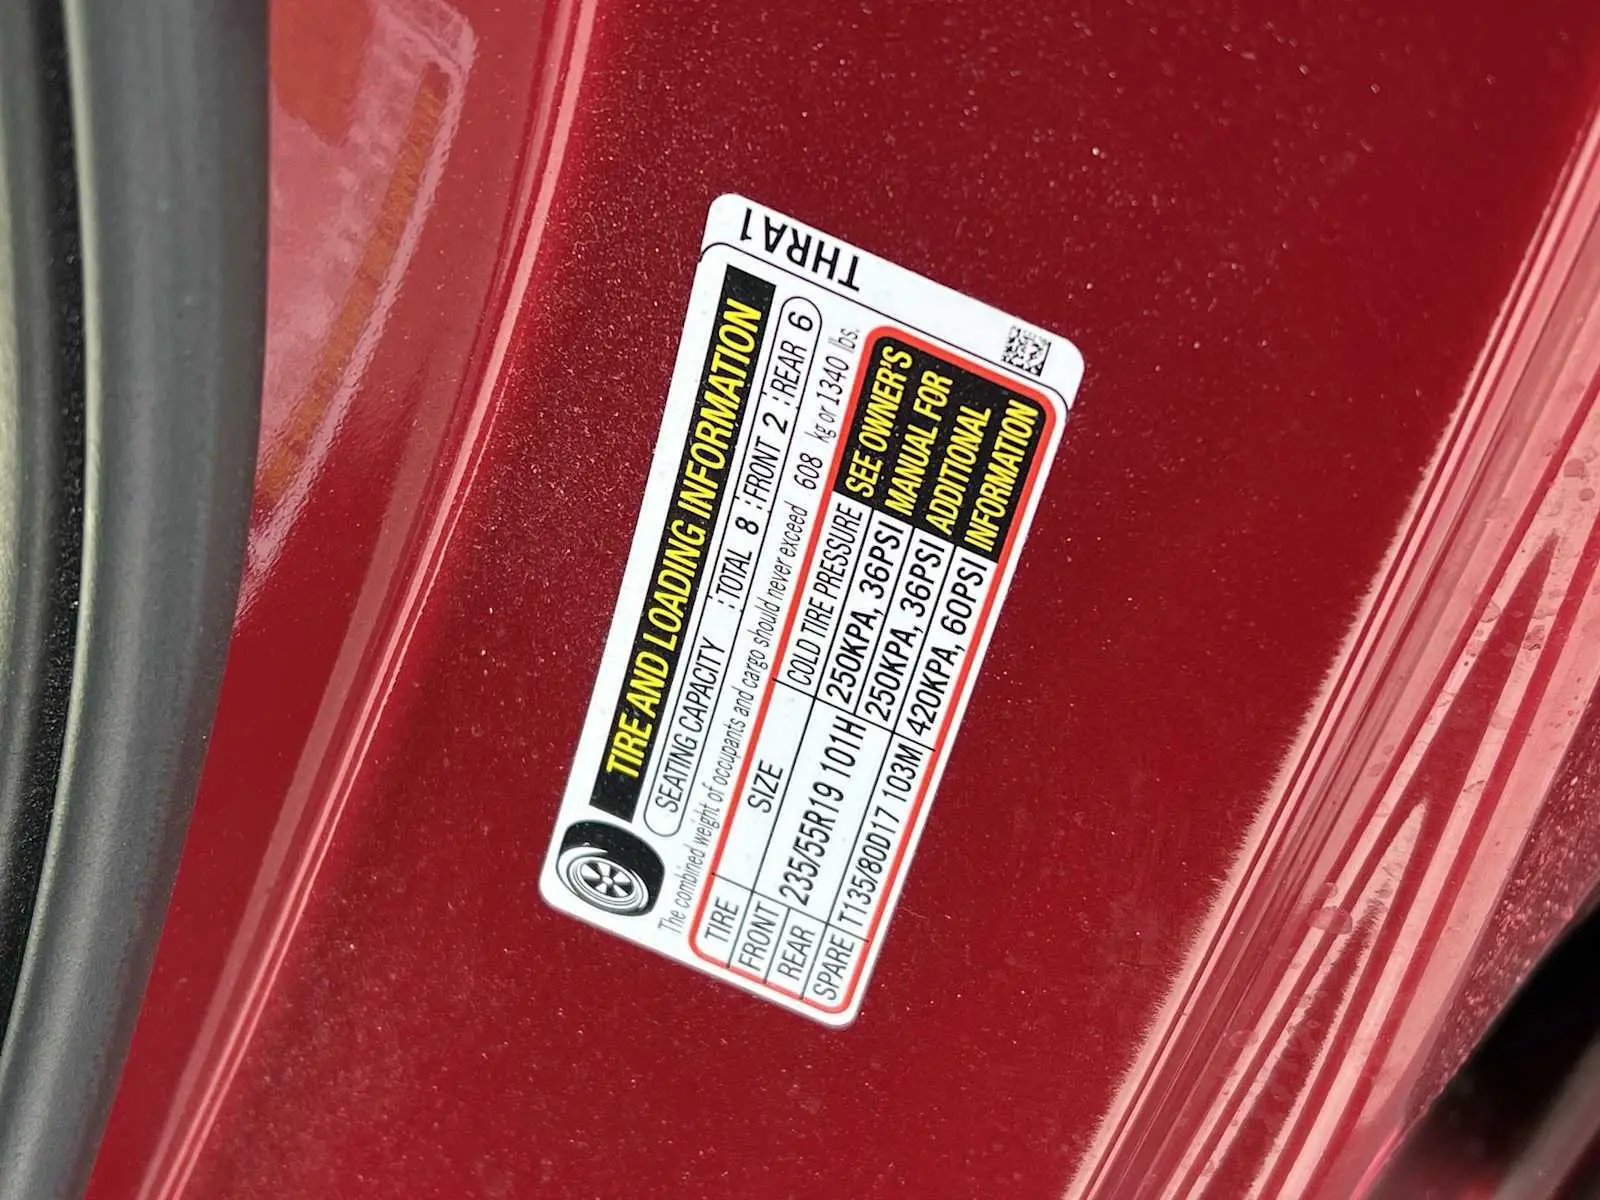 THRA1
TIRE AND LOADING INFORMATION
SEATING CAPACITY : TOTAL 8 : FRONT 2 : REAR 6
The combined weight of occupants and cargo should never exceed 608 kg or 1340 lbs.
TIRE SIZE COLD TIRE PRESSURE
FRONT 235/55R19 101H 250KPA, 36PSI
REAR 250KPA, 36PSI
SPARE T135/80D17 103M 420KPA, 60PSI
SEE OWNER'S
MANUAL FOR
ADDITIONAL
INFORMATION